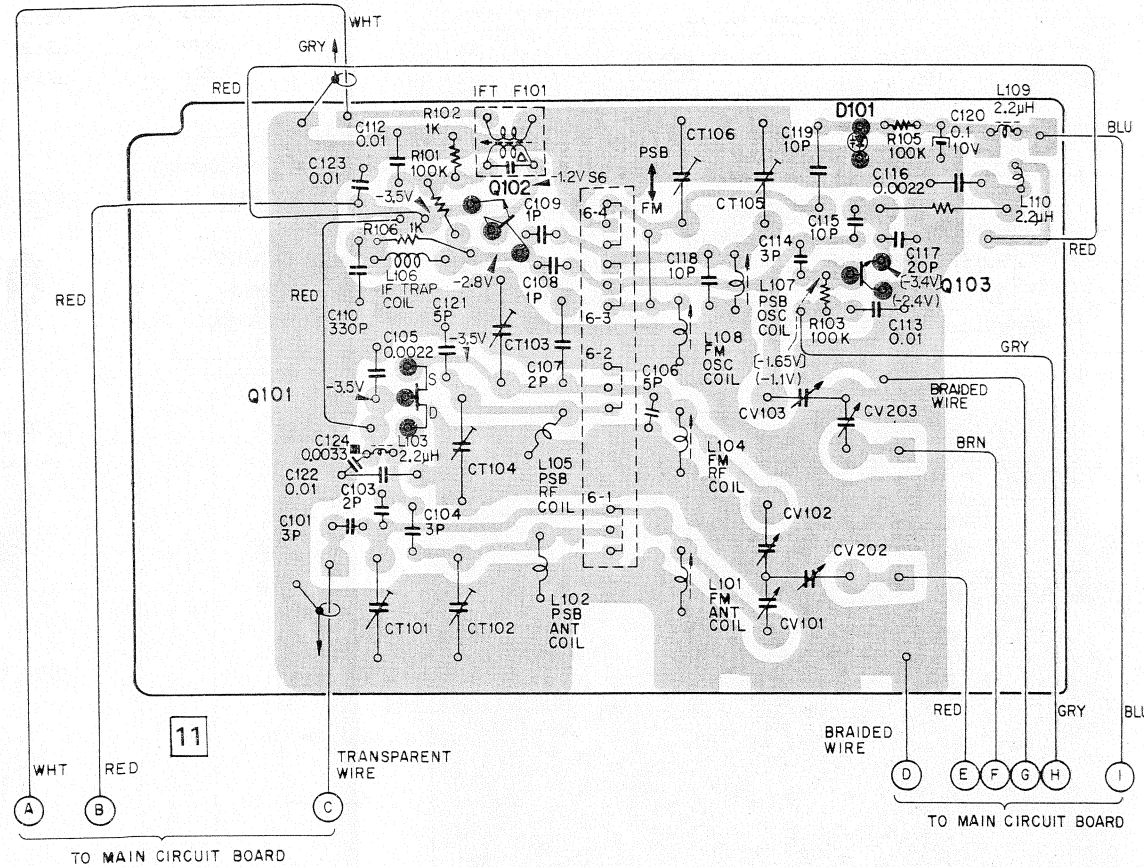 WHT
GRY
RED
RED
IFT F101
R102
1K
C112
0.01
R101
100K
C123
0.01
Q102
-1.2V
S6
-3.5V
C109
1P
R106
1K
L106
IF TRAP
COIL
-2.8V
C108
1P
RED
C110
330P
C121
5P
RED
C105
0.0022
-3.5V
-3.5V
CT103
C107
2P
Q101
S
D
C124
0.0033
L103
2.2μH
C122
0.01
C103
2P
CT104
C101
3P
C104
3P
L105
PSB
RF
COIL
CT101
CT102
L102
PSB
ANT
COIL
6-4
6-3
6-2
6-1
PSB
FM
CT106
CT105
C119
10P
D101
R105
100K
C120
0.1
10V
L109
2.2μH
BLU
C116
0.0022
L110
2.2μH
C115
10P
C114
3P
C118
10P
C117
20P
(-3.4V)
(-2.4V)
Q103
RED
L107
PSB
OSC
COIL
R103
100K
C113
0.01
L108
FM
OSC
COIL
(-1.65V)
(-1.1V)
GRY
C106
5P
CV103
BRAIDED
WIRE
CV203
BRN
L104
FM
RF
COIL
CV102
CV202
L101
FM
ANT
COIL
CV101
11
RED
GRY
BLU
BRAIDED
WIRE
TRANSPARENT
WIRE
WHT
RED
A
B
C
D
E
F
G
H
I
TO MAIN CIRCUIT BOARD
TO MAIN CIRCUIT BOARD